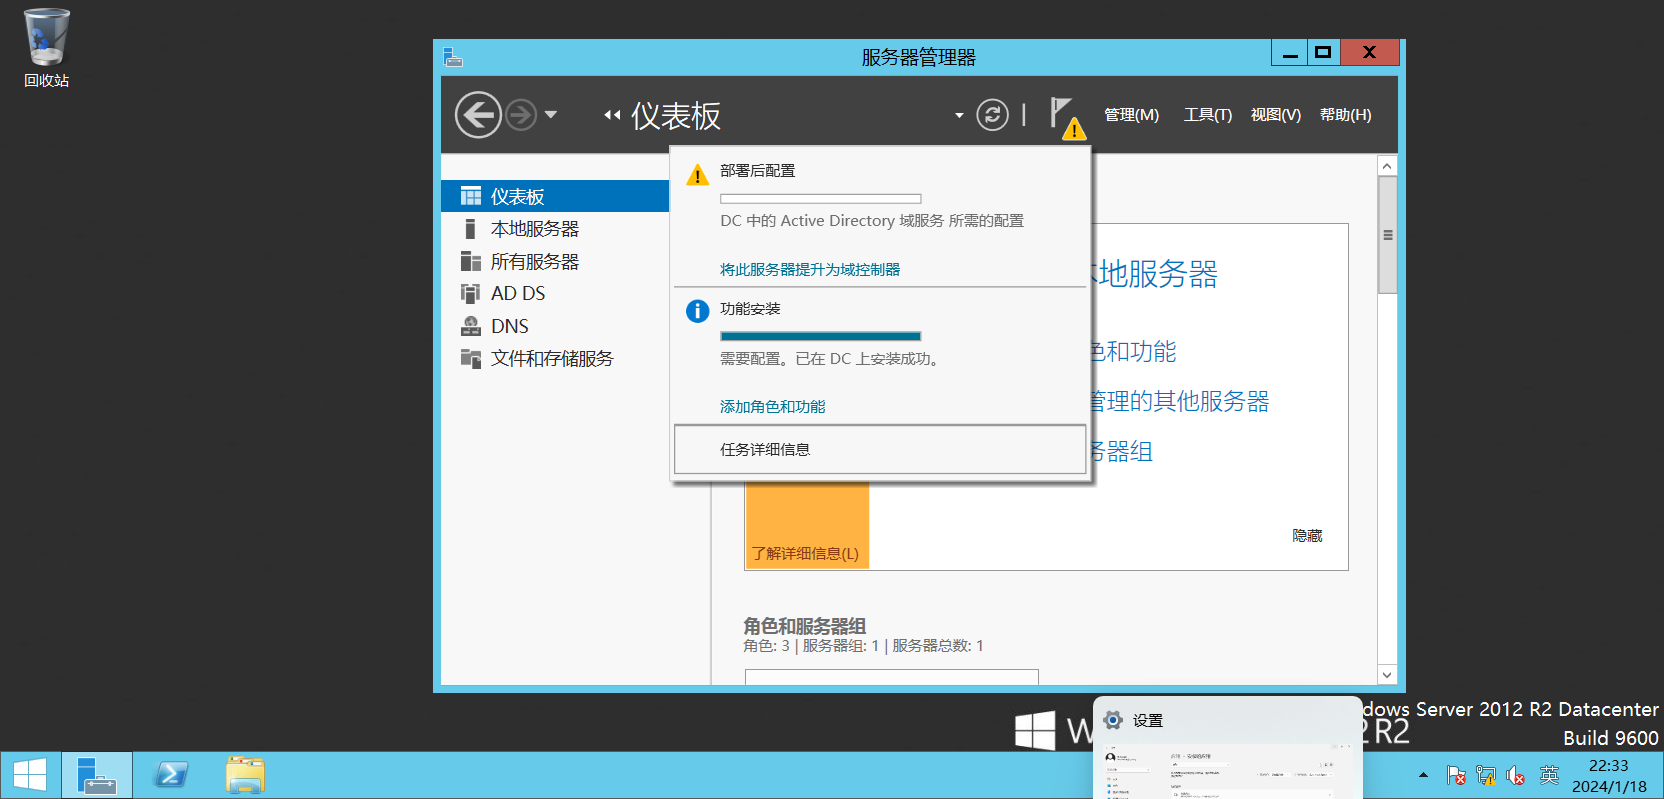 回收站
服务器管理器
仪表板
管理(M)
工具(T)
视图(V)
帮助(H)
仪表板
本地服务器
所有服务器
AD DS
DNS
文件和存储服务
部署后配置
DC 中的 Active Directory 域服务 所需的配置
将此服务器提升为域控制器
功能安装
需要配置。已在 DC 上安装成功。
添加角色和功能
任务详细信息
地服务器
色和功能
管理的其他服务器
务器组
了解详细信息(L)
隐藏
角色和服务器组
角色: 3 | 服务器组: 1 | 服务器总数: 1
设置
dows Server 2012 R2 Datacenter
R2
Build 9600
英
22:33
2024/1/18